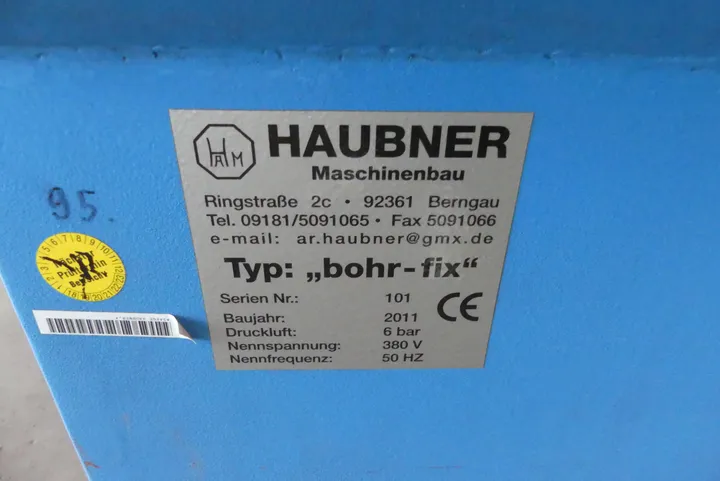 HAM
HAUBNER
Maschinenbau
Ringstraße 2c • 92361 Berngau
Tel. 09181/5091065 • Fax 5091066
e-mail: ar.haubner@gmx.de
Typ: „bohr-fix“
Serien Nr.: 101
Baujahr: 2011
Druckluft: 6 bar
Nennspannung: 380 V
Nennfrequenz: 50 HZ
CE
95.